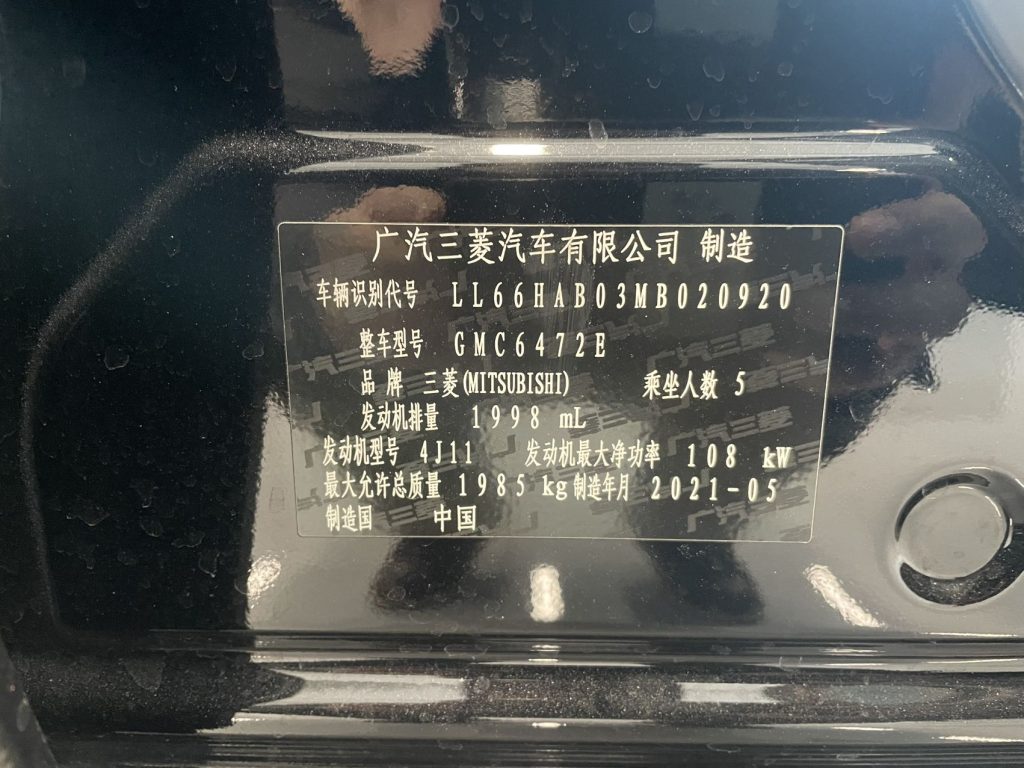 广汽三菱汽车有限公司 制造
车辆识别代号 LL66HAB03MB020920
整车型号 GMC6472E
品 牌 三菱(MITSUBISHI) 乘坐人数 5
发动机排量 1998 mL
发动机型号 4J11 发动机最大净功率 108 kW
最大允许总质量 1985 kg 制造年月 2021-05
制造国 中国